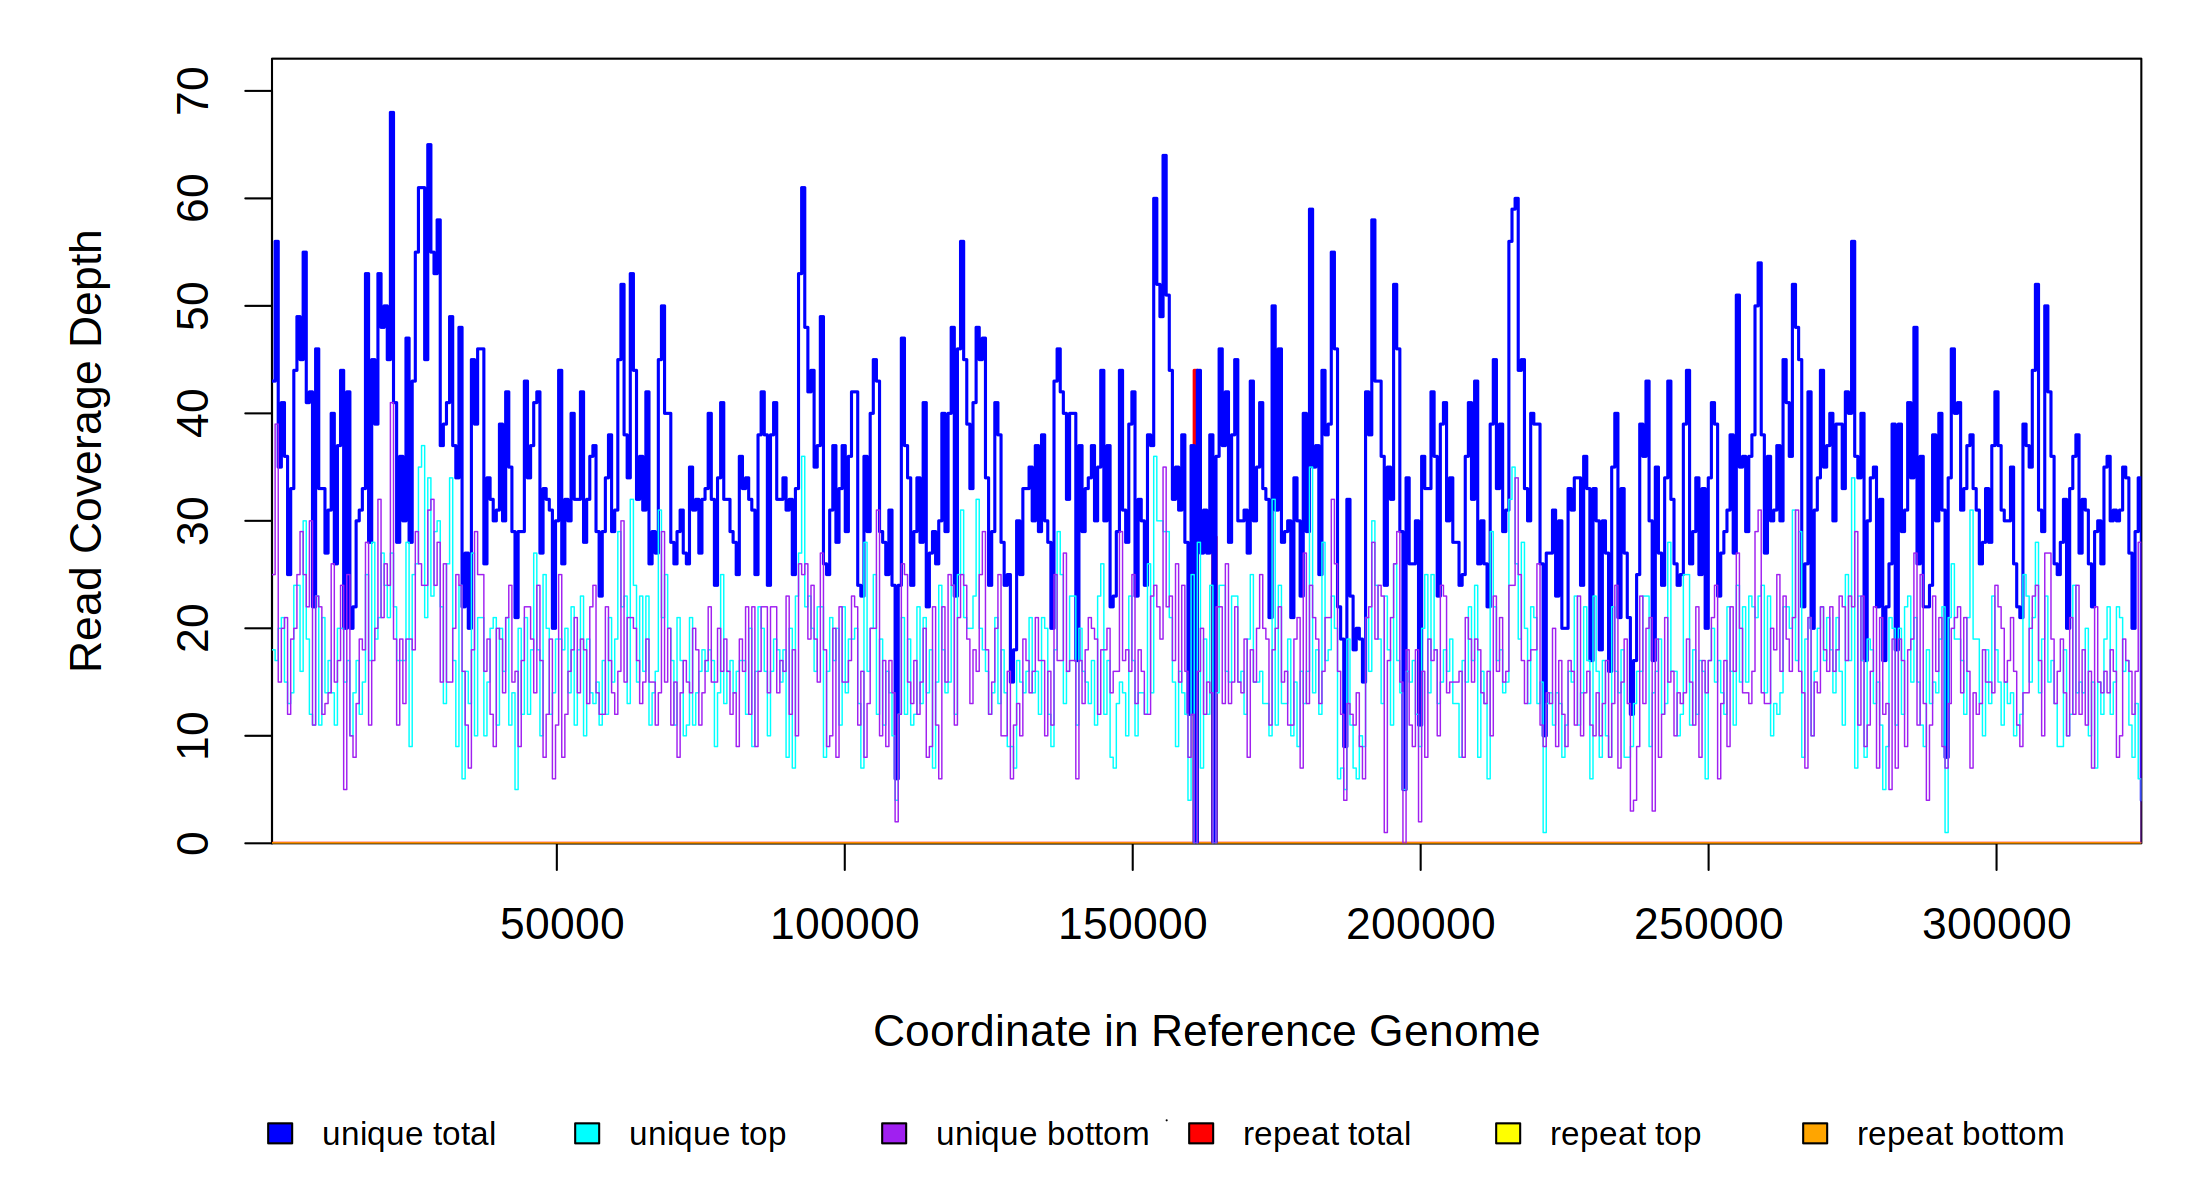 70
60
50
40
30
20
10
0
Read Coverage Depth
50000 100000 150000 200000 250000 300000
Coordinate in Reference Genome
unique total unique top unique bottom repeat total repeat top repeat bottom